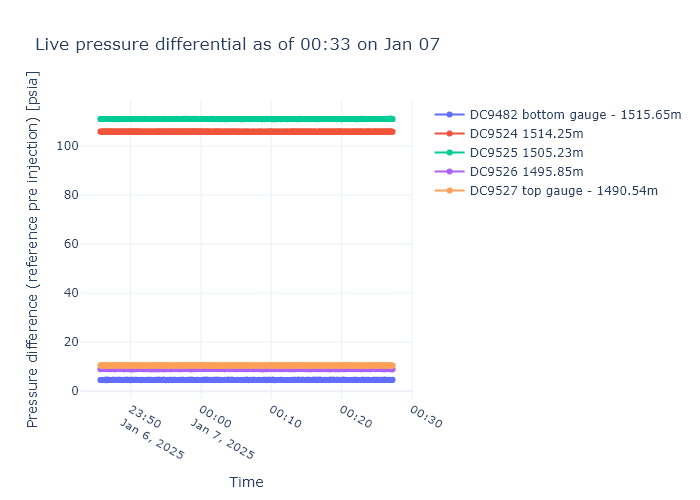 Live pressure differential as of 00:33 on Jan 07
Pressure difference (reference pre injection) [psia]
100
80
60
40
20
0
23:50
Jan 6, 2025
00:00
Jan 7, 2025
00:10
00:20
00:30
Time
DC9482 bottom gauge - 1515.65m
DC9524 1514.25m
DC9525 1505.23m
DC9526 1495.85m
DC9527 top gauge - 1490.54m